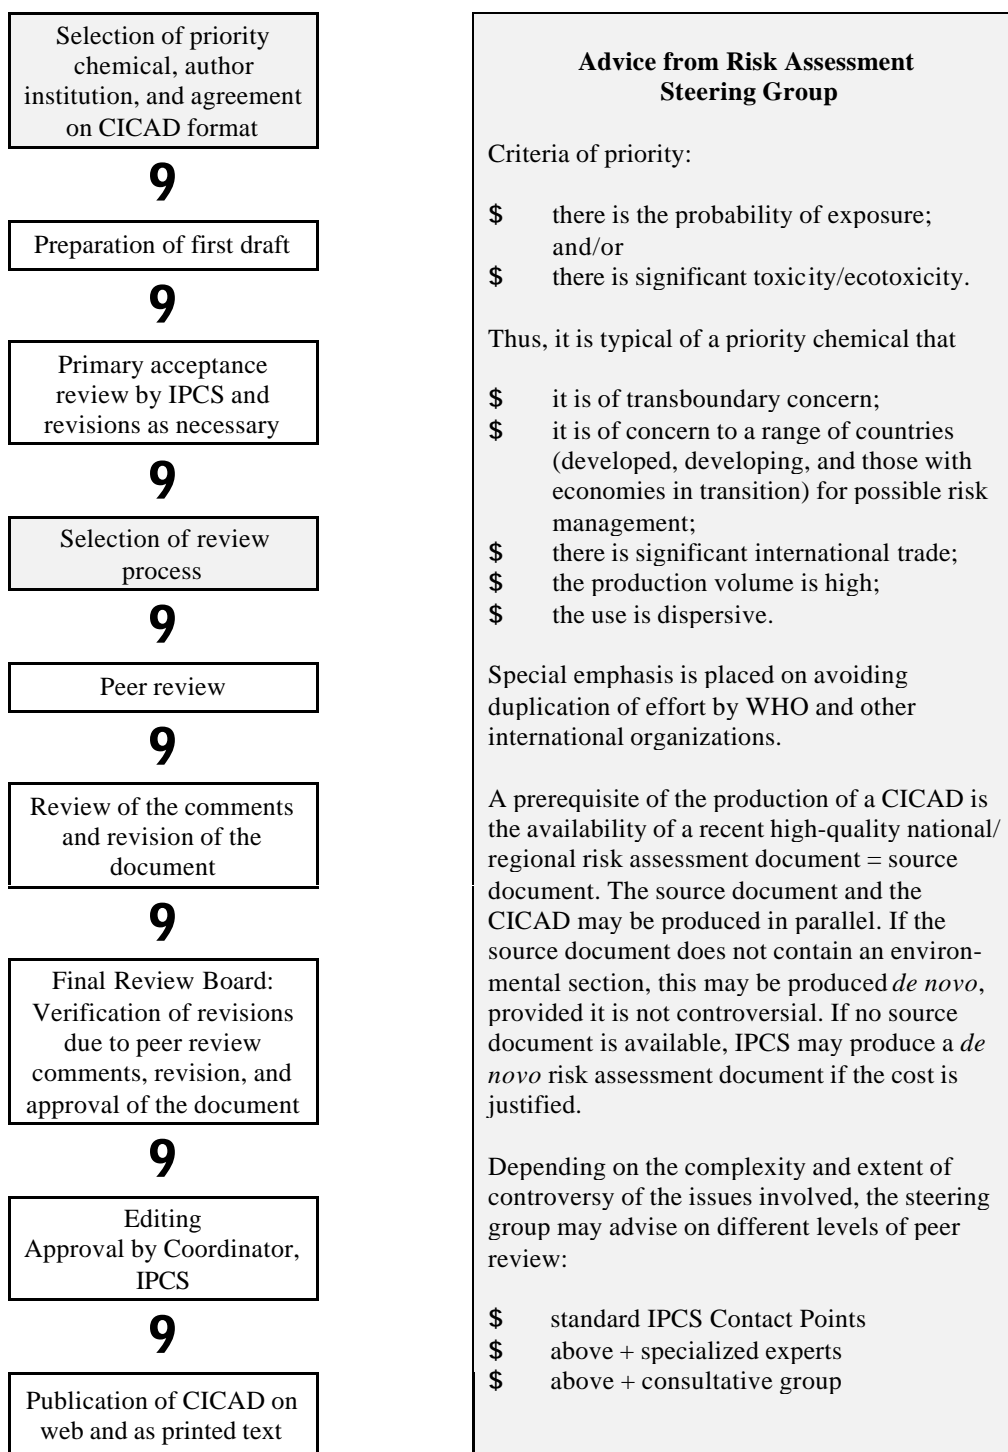 Selection of priority
chemical, author
institution, and agreement
on CICAD format
9
Preparation of first draft
9
Primary acceptance
review by IPCS and
revisions as necessary
9
Selection of review
process
9
Peer review
9
Review of the comments
and revision of the
document
9
Final Review Board:
Verification of revisions
due to peer review
comments, revision, and
approval of the document
9
Editing
Approval by Coordinator,
IPCS
9
Publication of CICAD on
web and as printed text
Advice from Risk Assessment
Steering Group
Criteria of priority:
$ there is the probability of exposure;
and/or
$ there is significant toxicity/ecotoxicity.
Thus, it is typical of a priority chemical that
$ it is of transboundary concern;
$ it is of concern to a range of countries
(developed, developing, and those with
economies in transition) for possible risk
management;
$ there is significant international trade;
$ the production volume is high;
$ the use is dispersive.
Special emphasis is placed on avoiding
duplication of effort by WHO and other
international organizations.
A prerequisite of the production of a CICAD is
the availability of a recent high-quality national/
regional risk assessment document = source
document. The source document and the
CICAD may be produced in parallel. If the
source document does not contain an environ-
mental section, this may be produced de novo,
provided it is not controversial. If no source
document is available, IPCS may produce a de
novo risk assessment document if the cost is
justified.
Depending on the complexity and extent of
controversy of the issues involved, the steering
group may advise on different levels of peer
review:
$ standard IPCS Contact Points
$ above + specialized experts
$ above + consultative group